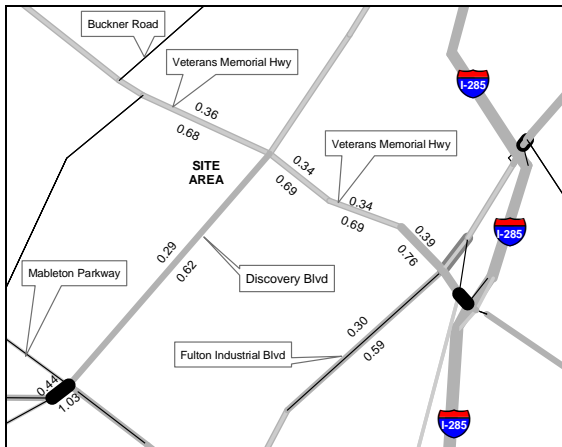 Buckner Road
Veterans Memorial Hwy
I-285
0.36
0.68
Veterans Memorial Hwy
SITE
AREA
0.34
0.69
0.34
0.69
I-285
0.39
0.76
0.29
0.62
Mableton Parkway
Discovery Blvd
0.30
0.59
Fulton Industrial Blvd
0.44
1.03
I-285